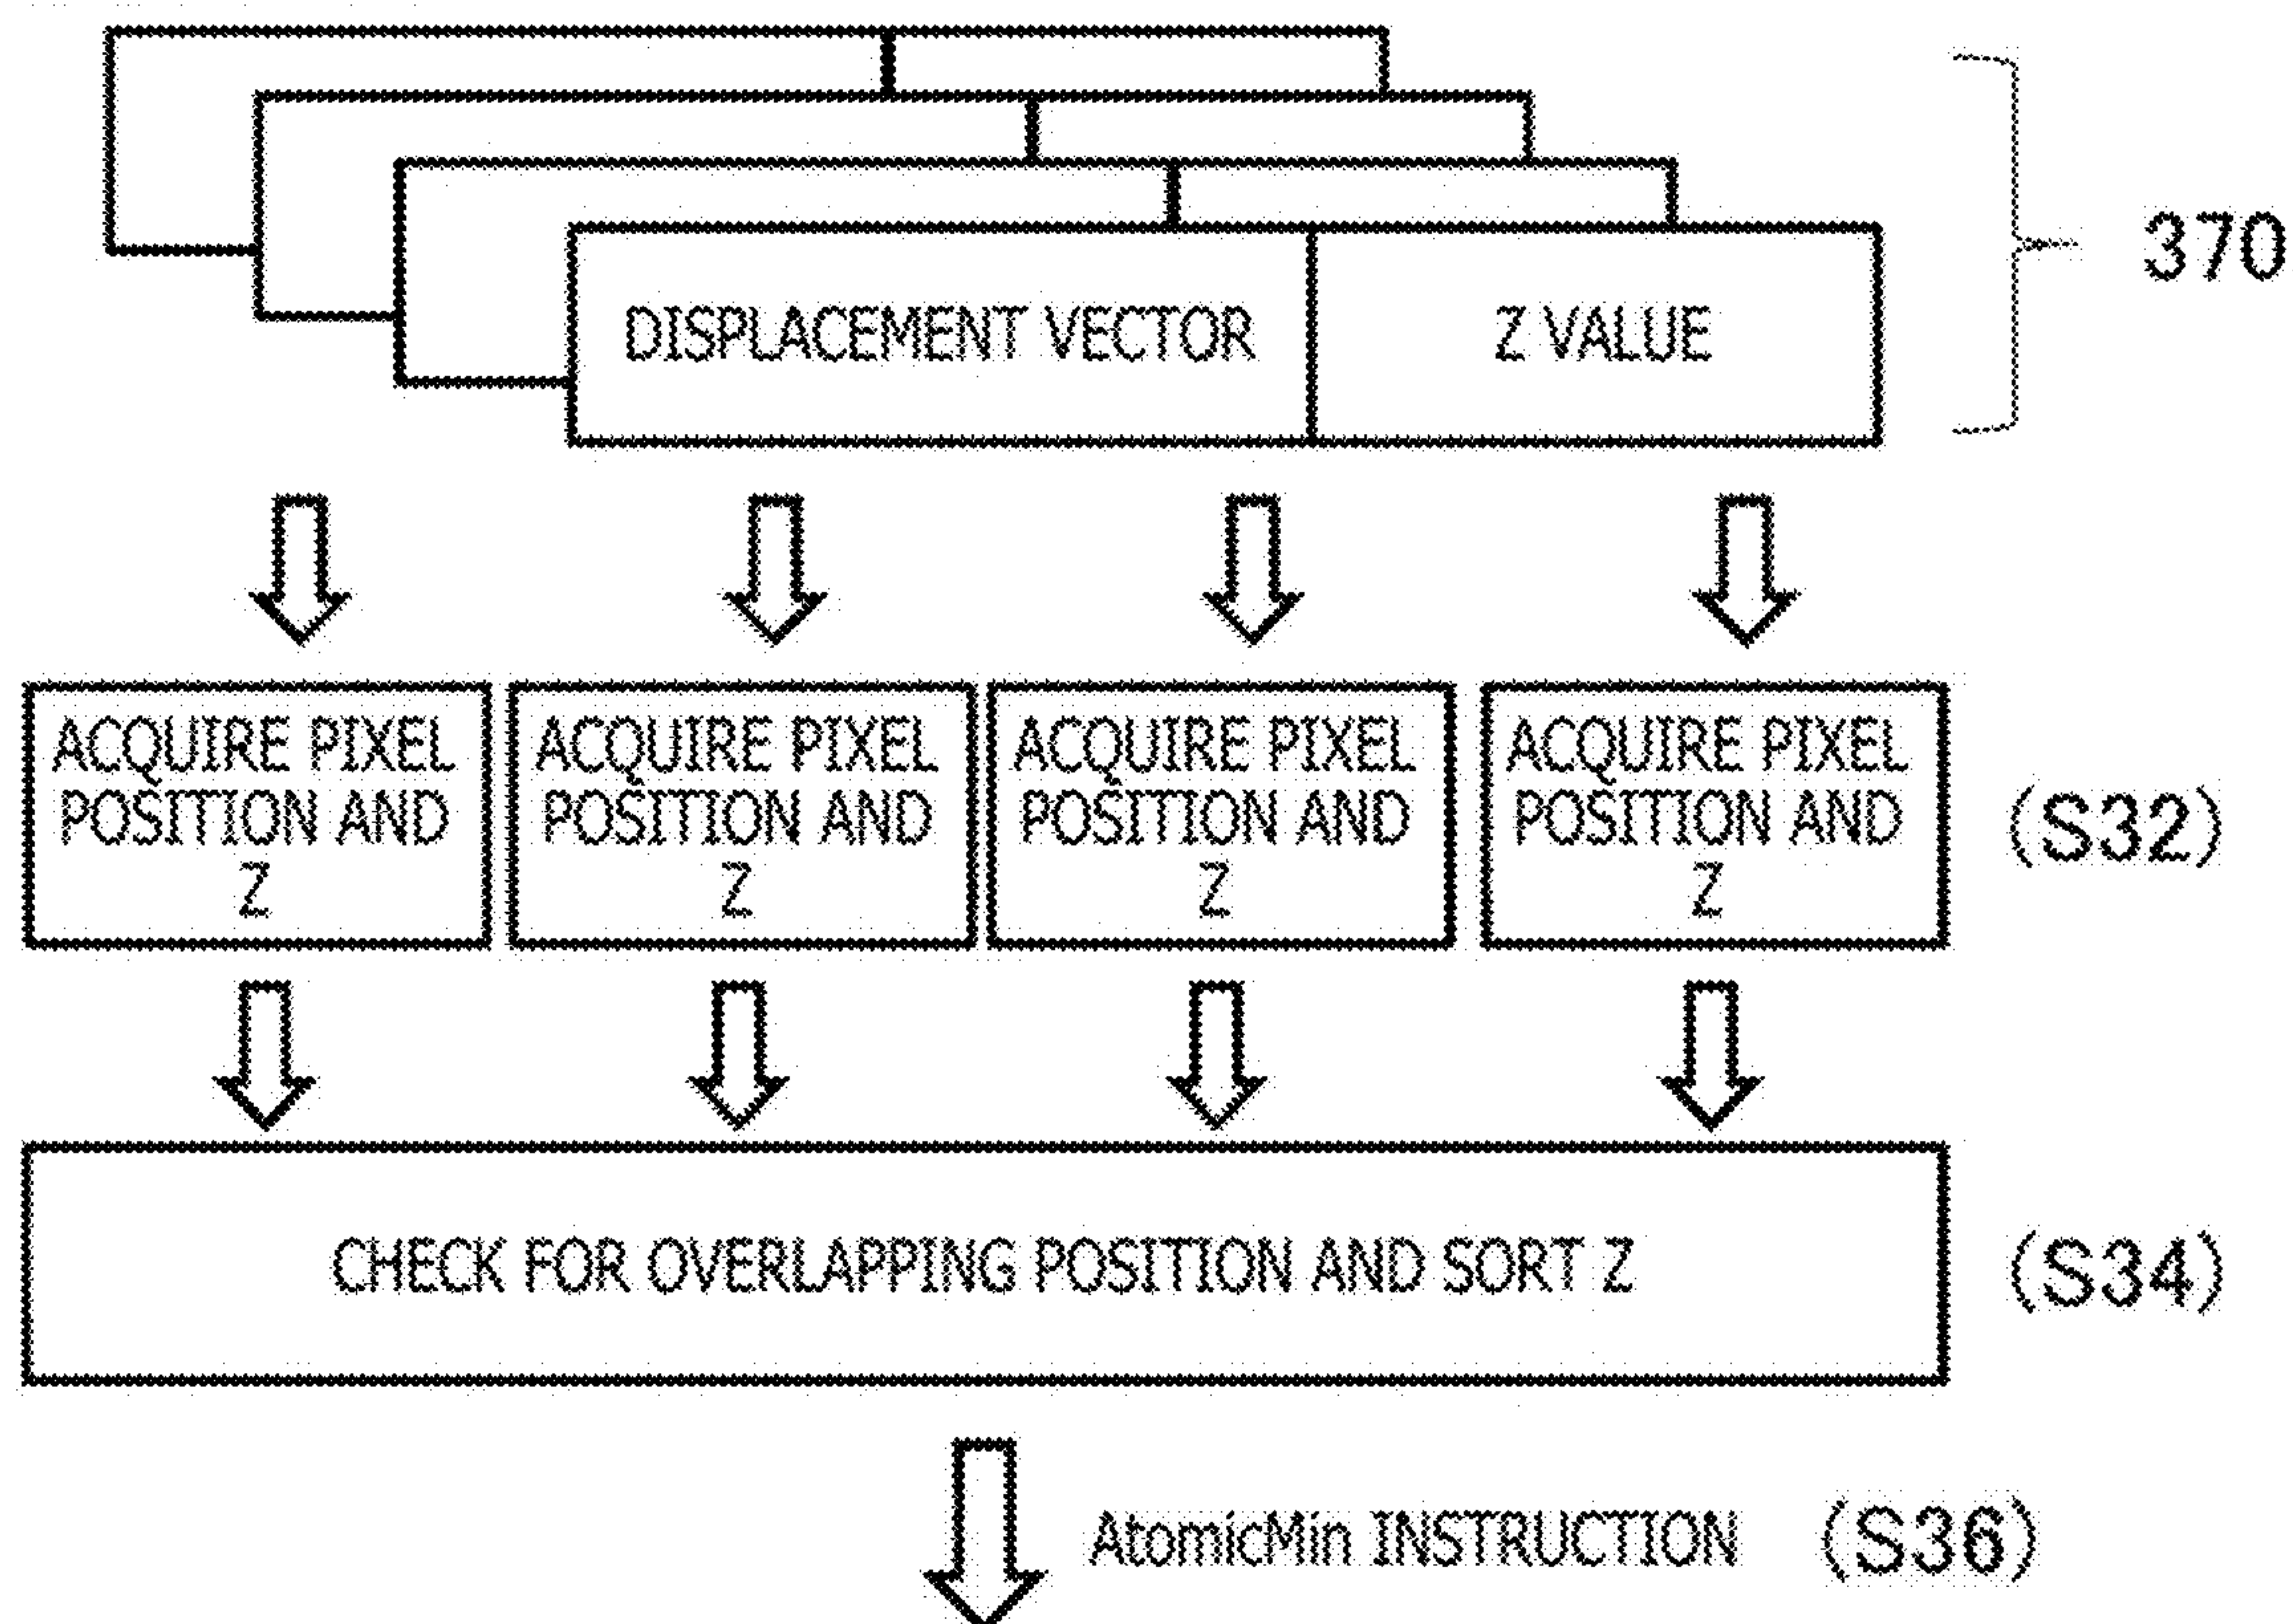 DISPLACEMENT VECTOR
Z VALUE
370
ACQUIRE PIXEL
POSITION AND
Z
ACQUIRE PIXEL
POSITION AND
Z
ACQUIRE PIXEL
POSITION AND
Z
ACQUIRE PIXEL
POSITION AND
Z
(S32)
CHECK FOR OVERLAPPING POSITION AND SORT Z
(S34)
AtomicMin INSTRUCTION
(S36)